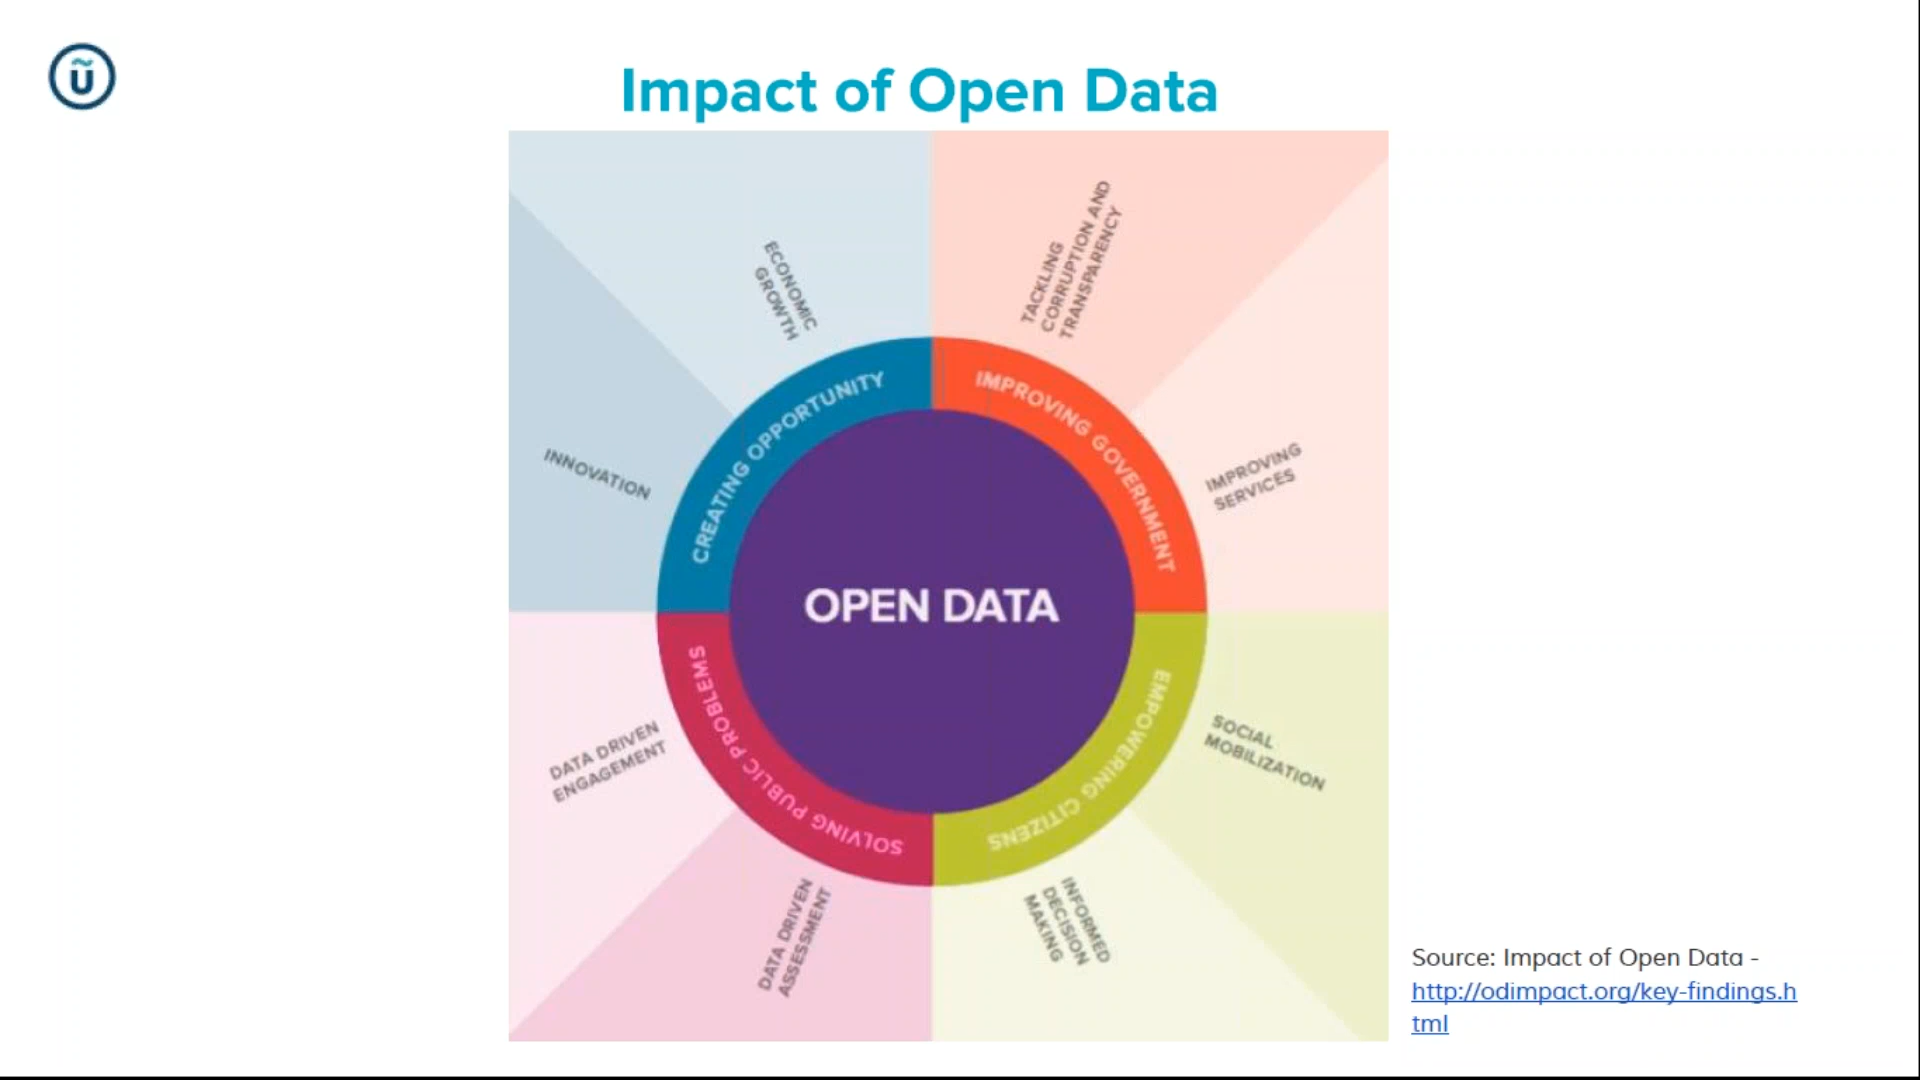 ũ
Impact of Open Data
ECONOMIC
GROWTH
TACKLING
CORRUPTION AND
TRANSPARENCY
CREATING OPPORTUNITY
IMPROVING GOVERNMENT
INNOVATION
IMPROVING
SERVICES
OPEN DATA
SOLVING PUBLIC PROBLEMS
EMPOWERING CITIZENS
DATA DRIVEN
ENGAGEMENT
SOCIAL
MOBILIZATION
DATA DRIVEN
ASSESSMENT
INFORMED
DECISION
MAKING
Source: Impact of Open Data -
http://odimpact.org/key-findings.h
tml